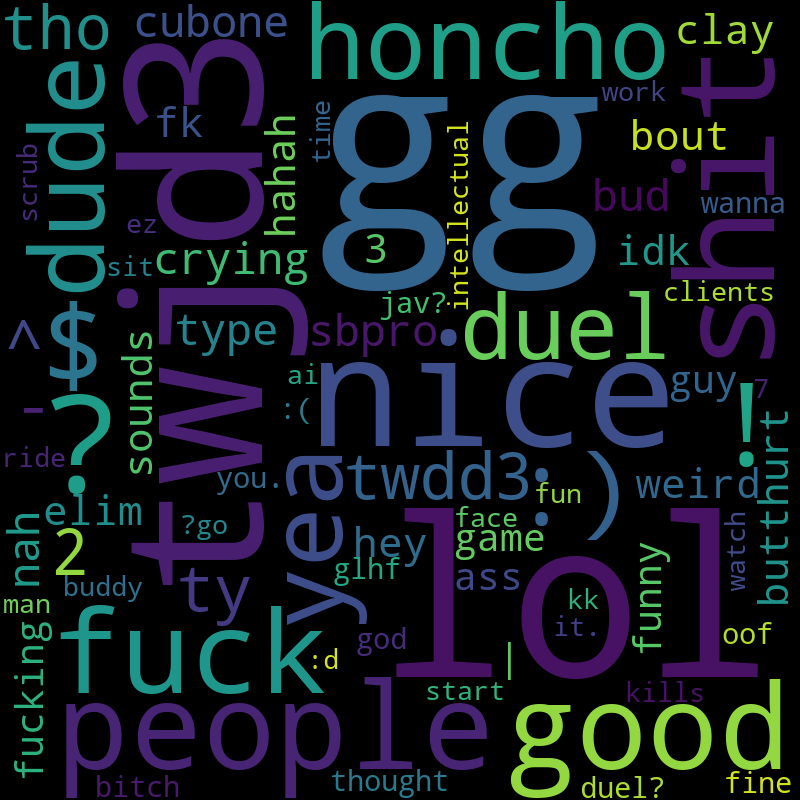 tho
cubone
honcho
clay
dude
twjd3
fk
hahah
time
gg
work
shit
bout
intellectual
scrub
bud
wanna
ez
sit
crying
3
idk
clients
^
$
type
jav?
sbpro
duel
sounds
ai
nice
guy
7
-
?
:(
!
ride
you.
yea
twdd3
:)
weird
buttthurt
elim
?go
fun
face
nah
2
hey
game
watch
buddy
ty
glhf
ass
lol
kk
funny
man
it.
oof
fuck
:d
god
|
fucking
start
kills
people
good
bitch
thought
duel?
fine